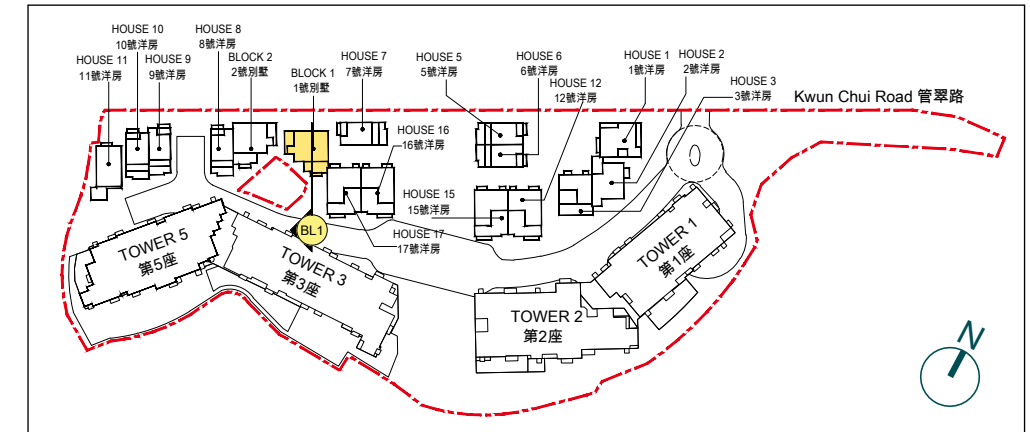 HOUSE 10
10號洋房
HOUSE 8
8號洋房
HOUSE 11
11號洋房
HOUSE 9
9號洋房
BLOCK 2
2號別墅
BLOCK 1
1號別墅
HOUSE 7
7號洋房
HOUSE 5
5號洋房
HOUSE 6
6號洋房
HOUSE 12
12號洋房
HOUSE 1
1號洋房
HOUSE 2
2號洋房
HOUSE 3
3號洋房
Kwun Chui Road 管翠路
HOUSE 16
16號洋房
HOUSE 15
15號洋房
HOUSE 17
17號洋房
BL1
TOWER 5
第5座
TOWER 3
第3座
TOWER 2
第2座
TOWER 1
第1座
N